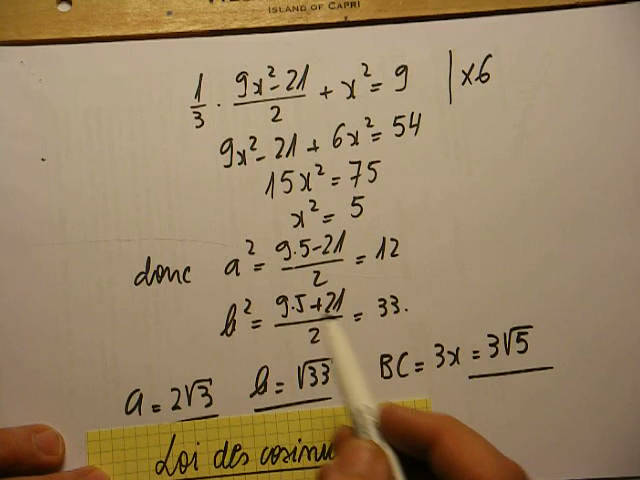 ISLAND OF CAPRI
1/3 · (9x² - 21)/2 + x² = 9 | ×6
9x² - 21 + 6x² = 54
15x² = 75
x² = 5
donc a² = (9.5 - 21)/2 = 12
b² = (9.5 + 21)/2 = 33.
a = 2√3 b = √33 BC = 3x = 3√5
Loi des